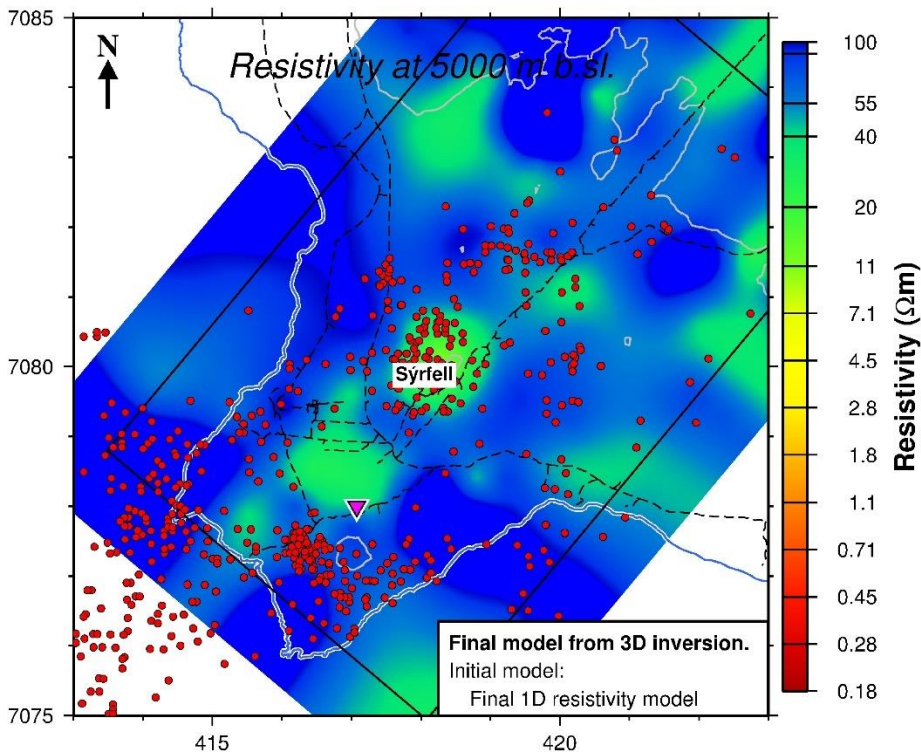 7085
N
Resistivity at 5000 m b.sl.
7080
Sýrfell
7075
415
420
Final model from 3D inversion.
Initial model:
Final 1D resistivity model
100
55
40
20
11
7.1
4.5
2.8
1.8
1.1
0.71
0.45
0.28
0.18
Resistivity (Ωm)